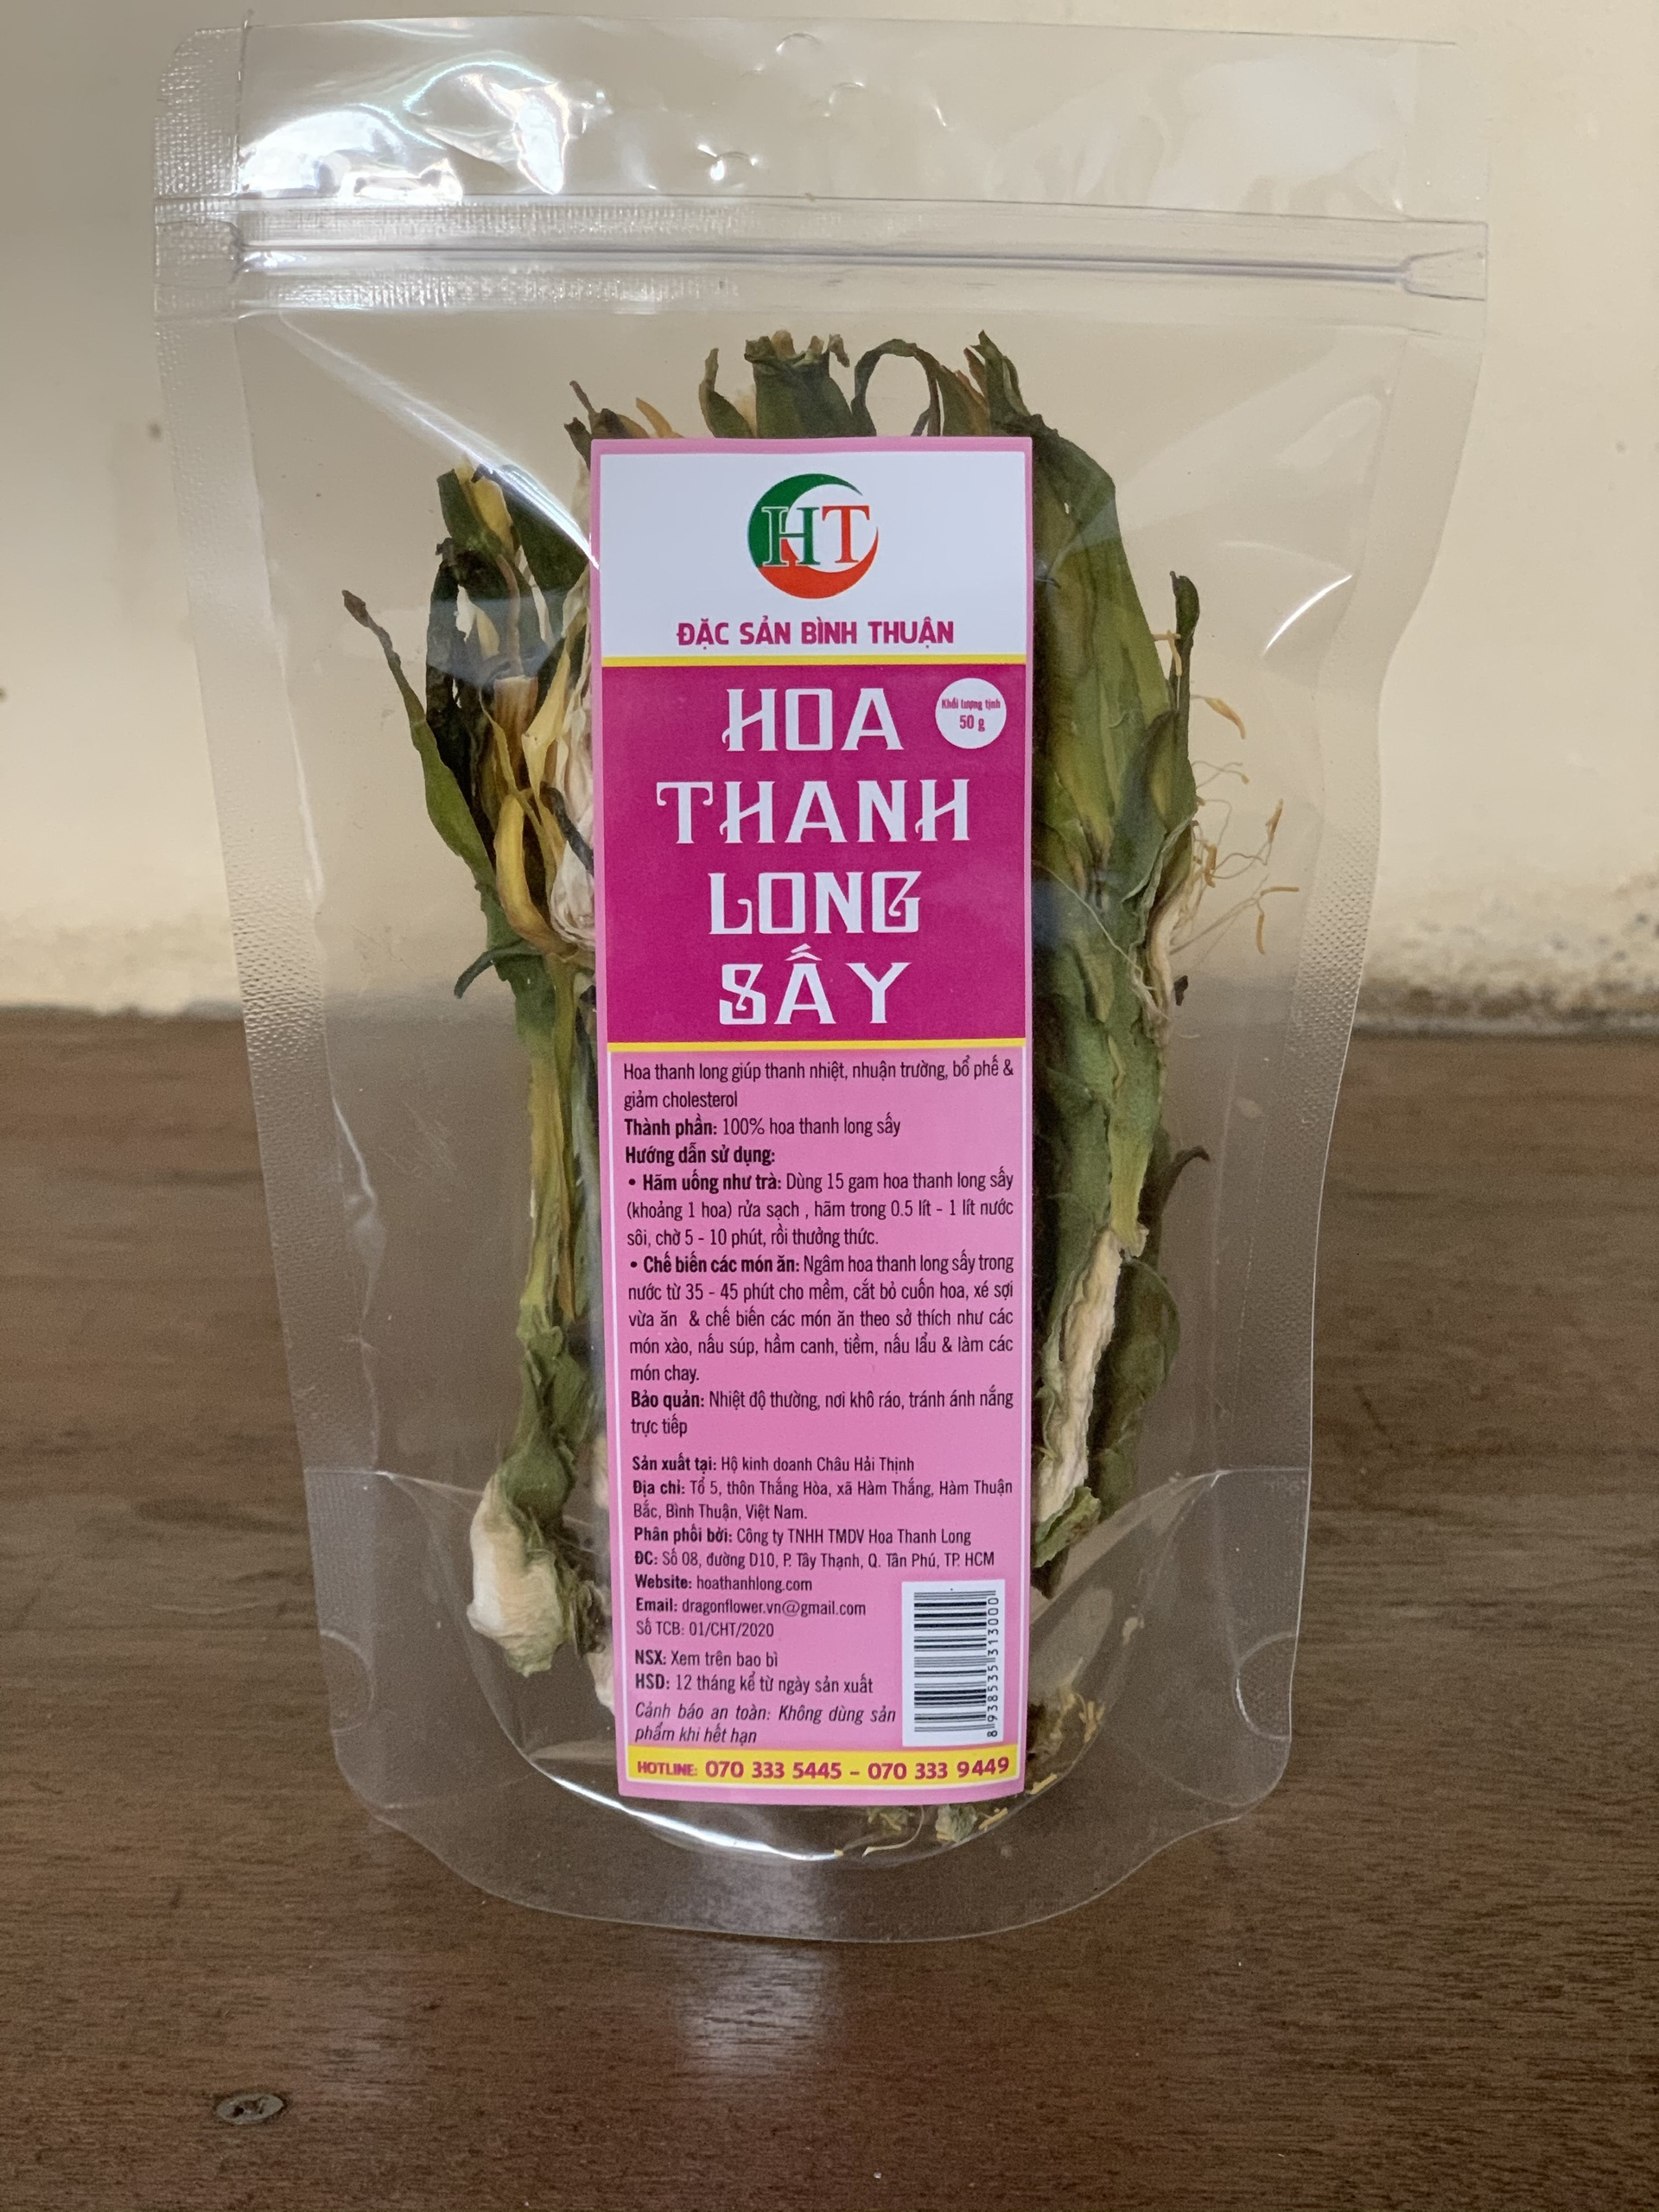 HT
ĐẶC SẢN BÌNH THUẬN
HOA
Khối lượng tịnh
50 g
THANH
LONG
SẤY
Hoa thanh long giúp thanh nhiệt, nhuận trường, bổ phế &
giảm cholesterol
Thành phần: 100% hoa thanh long sấy
Hướng dẫn sử dụng:
• Hãm uống như trà: Dùng 15 gam hoa thanh long sấy
(khoảng 1 hoa) rửa sạch , hãm trong 0.5 lít - 1 lít nước
sôi, chờ 5 - 10 phút, rồi thưởng thức.
• Chế biến các món ăn: Ngâm hoa thanh long sấy trong
nước từ 35 - 45 phút cho mềm, cắt bỏ cuốn hoa, xé sợi
vừa ăn & chế biến các món ăn theo sở thích như các
món xào, nấu súp, hầm canh, tiềm, nấu lẩu & làm các
món chay.
Bảo quản: Nhiệt độ thường, nơi khô ráo, tránh ánh nắng
trực tiếp
Sản xuất tại: Hộ kinh doanh Châu Hải Thịnh
Địa chỉ: Tổ 5, thôn Thắng Hòa, xã Hàm Thắng, Hàm Thuận
Bắc, Bình Thuận, Việt Nam.
Phân phối bởi: Công ty TNHH TMDV Hoa Thanh Long
ĐC: Số 08, đường D10, P. Tây Thạnh, Q. Tân Phú, TP. HCM
Website: hoathanhlong.com
Email: dragonflower.vn@gmail.com
Số TCB: 01/CHT/2020
NSX: Xem trên bao bì
HSD: 12 tháng kể từ ngày sản xuất
Cảnh báo an toàn: Không dùng sản
phẩm khi hết hạn
8 938535 313000
HOTLINE: 070 333 5445 - 070 333 9449